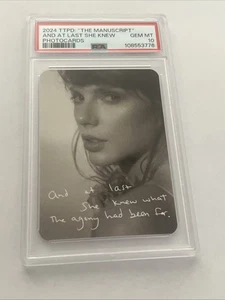 2024 TTPD: "THE MANUSCRIPT"
AND AT LAST SHE KNEW GEM MT
PHOTOCARDS 10
PSA 108553778
And at last
she knew what
The agony had been for.